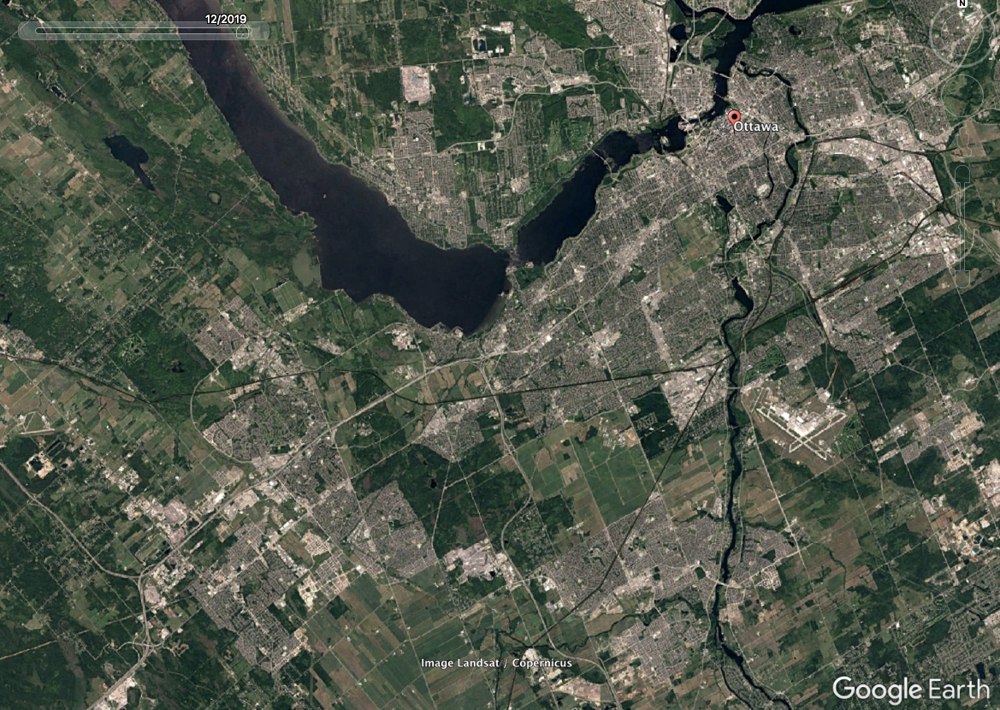 12/2019
N
Ottawa
Image Landsat / Copernicus
Google Earth